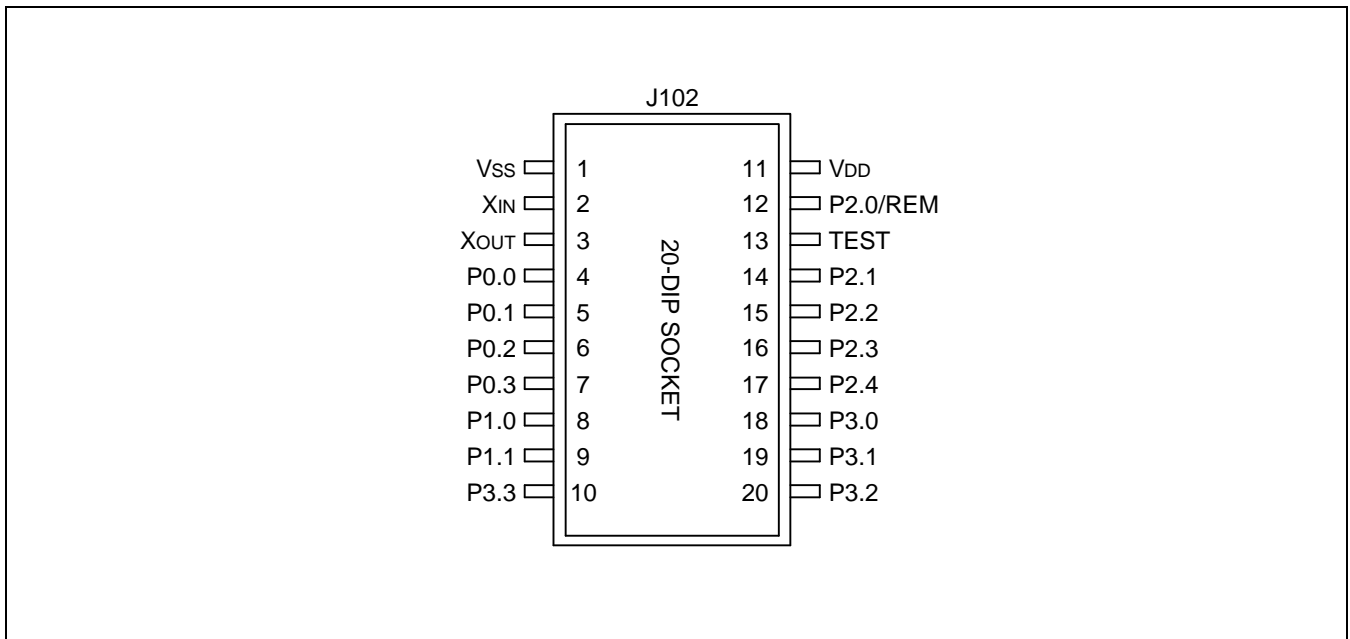 J102
VSS 1 11 VDD
XIN 2 12 P2.0/REM
XOUT 3 13 TEST
P0.0 4 14 P2.1
P0.1 5 15 P2.2
P0.2 6 16 P2.3
P0.3 7 17 P2.4
P1.0 8 18 P3.0
P1.1 9 19 P3.1
P3.3 10 20 P3.2
20-DIP SOCKET